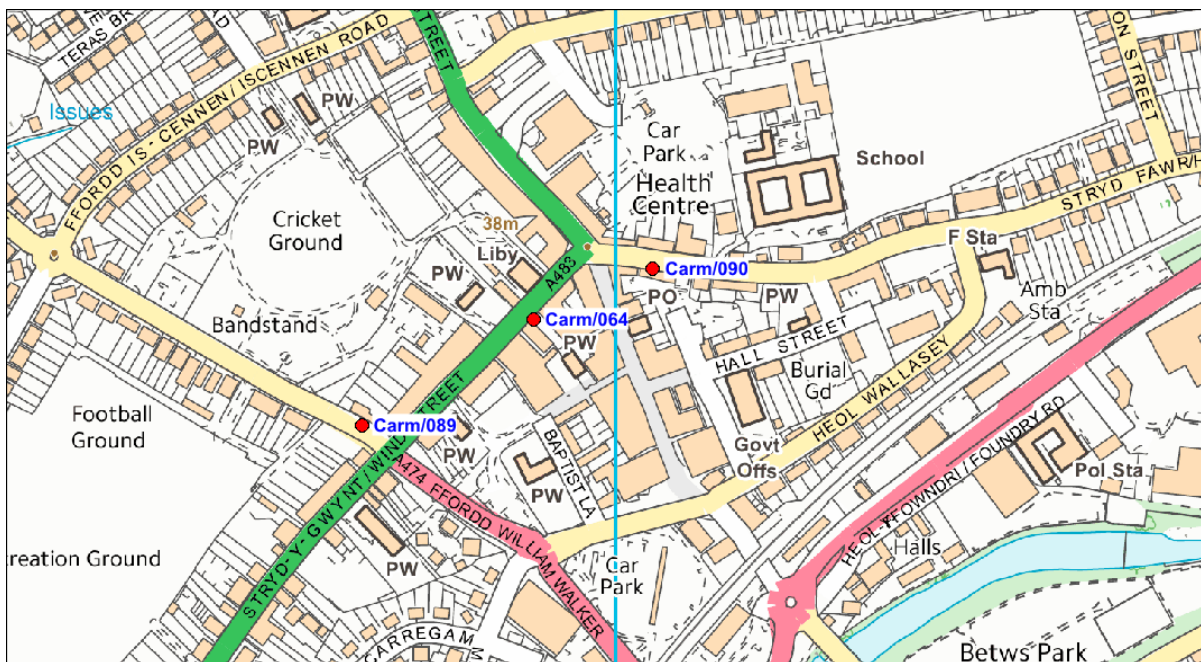 STREET
ON STREET
TERAS BR
FFORDD IS-CENNEN / ISCENNEN ROAD
Issues
PW
PW
Car
Park
School
Health
Centre
STRYD FAWR/H
Cricket
Ground
38m
Liby
A483
F Sta
PW
Carm/090
PO
PW
Amb
Sta
Bandstand
Carm/064
PW
HALL STREET
Burial
Gd
HEOL WALLASEY
Football
Ground
Carm/089
STRYD-Y-GWYNT / WIND STREET
PW
BAPTIST LA
Govt
Offs
PW
A474 FFORDD WILLIAM WALKER
HEOL-Y-FFOWNDRI / FOUNDRY RD
Pol Sta
Halls
creation Ground
PW
Car
Park
CARREGAM
Betws Park